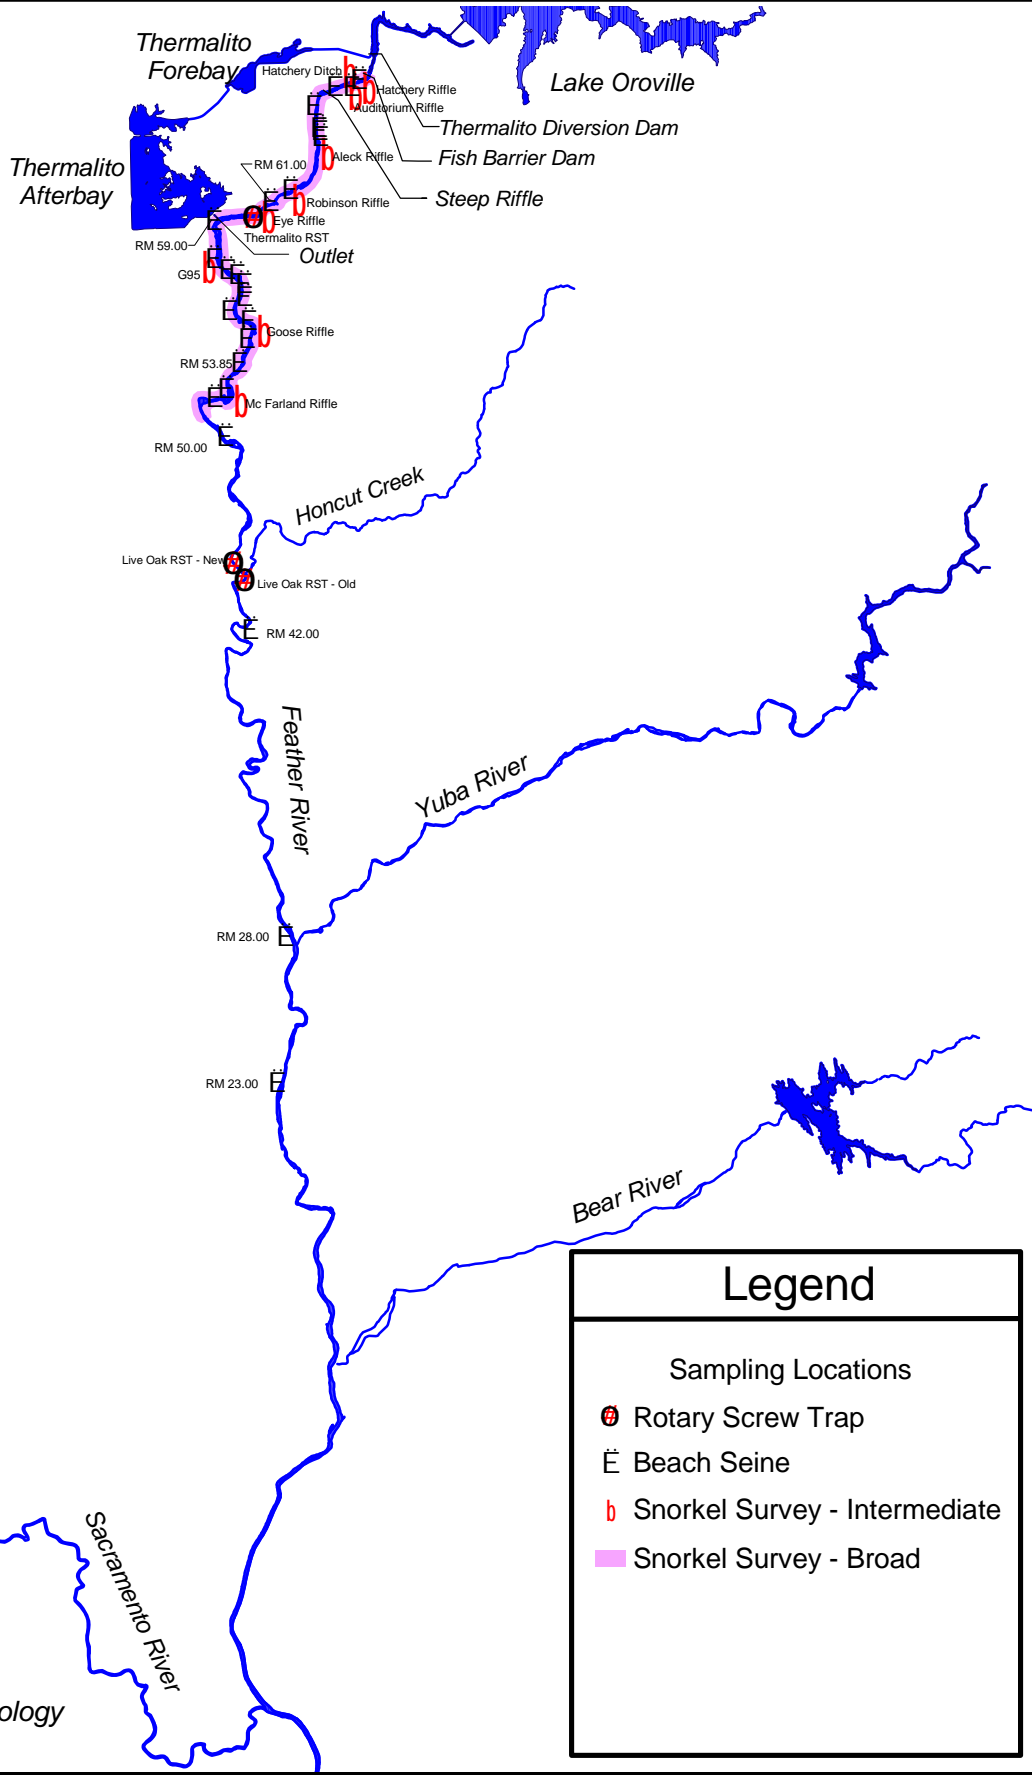 Thermalito
Forebay
Lake Oroville
Hatchery Ditch
Hatchery Riffle
Auditorium Riffle
Thermalito Diversion Dam
Fish Barrier Dam
Aleck Riffle
RM 61.00
Thermalito
Afterbay
Steep Riffle
Robinson Riffle
Eye Riffle
Thermalito RST
RM 59.00
Outlet
G95
Goose Riffle
RM 53.85
Mc Farland Riffle
RM 50.00
Honcut Creek
Live Oak RST - New
Live Oak RST - Old
RM 42.00
Feather River
Yuba River
RM 28.00
RM 23.00
Bear River
Legend
Sampling Locations
Rotary Screw Trap
Ë Beach Seine
b Snorkel Survey - Intermediate
Snorkel Survey - Broad
Sacramento River
ology